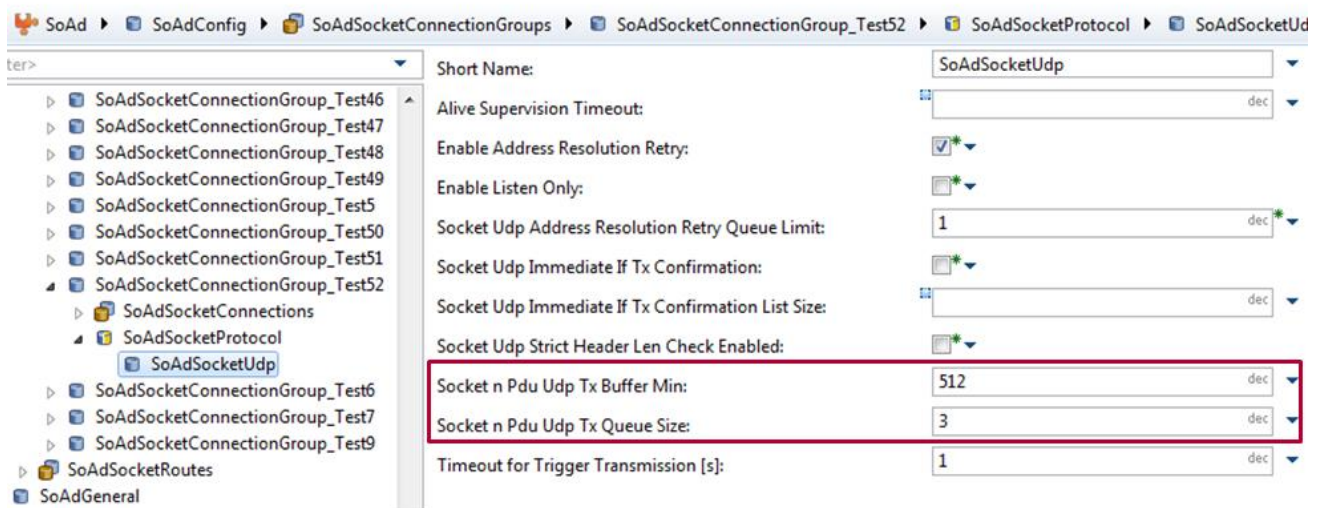 SoAd SoAdConfig SoAdSocketConnectionGroups SoAdSocketConnectionGroup_Test52 SoAdSocketProtocol SoAdSocketUd
ter>
SoAdSocketConnectionGroup_Test46
SoAdSocketConnectionGroup_Test47
SoAdSocketConnectionGroup_Test48
SoAdSocketConnectionGroup_Test49
SoAdSocketConnectionGroup_Test5
SoAdSocketConnectionGroup_Test50
SoAdSocketConnectionGroup_Test51
SoAdSocketConnectionGroup_Test52
SoAdSocketConnections
SoAdSocketProtocol
SoAdSocketUdp
SoAdSocketConnectionGroup_Test6
SoAdSocketConnectionGroup_Test7
SoAdSocketConnectionGroup_Test9
SoAdSocketRoutes
SoAdGeneral
Short Name: SoAdSocketUdp
Alive Supervision Timeout: dec
Enable Address Resolution Retry:
Enable Listen Only:
Socket Udp Address Resolution Retry Queue Limit: 1 dec
Socket Udp Immediate If Tx Confirmation:
Socket Udp Immediate If Tx Confirmation List Size: dec
Socket Udp Strict Header Len Check Enabled:
Socket n Pdu Udp Tx Buffer Min: 512 dec
Socket n Pdu Udp Tx Queue Size: 3 dec
Timeout for Trigger Transmission [s]: 1 dec